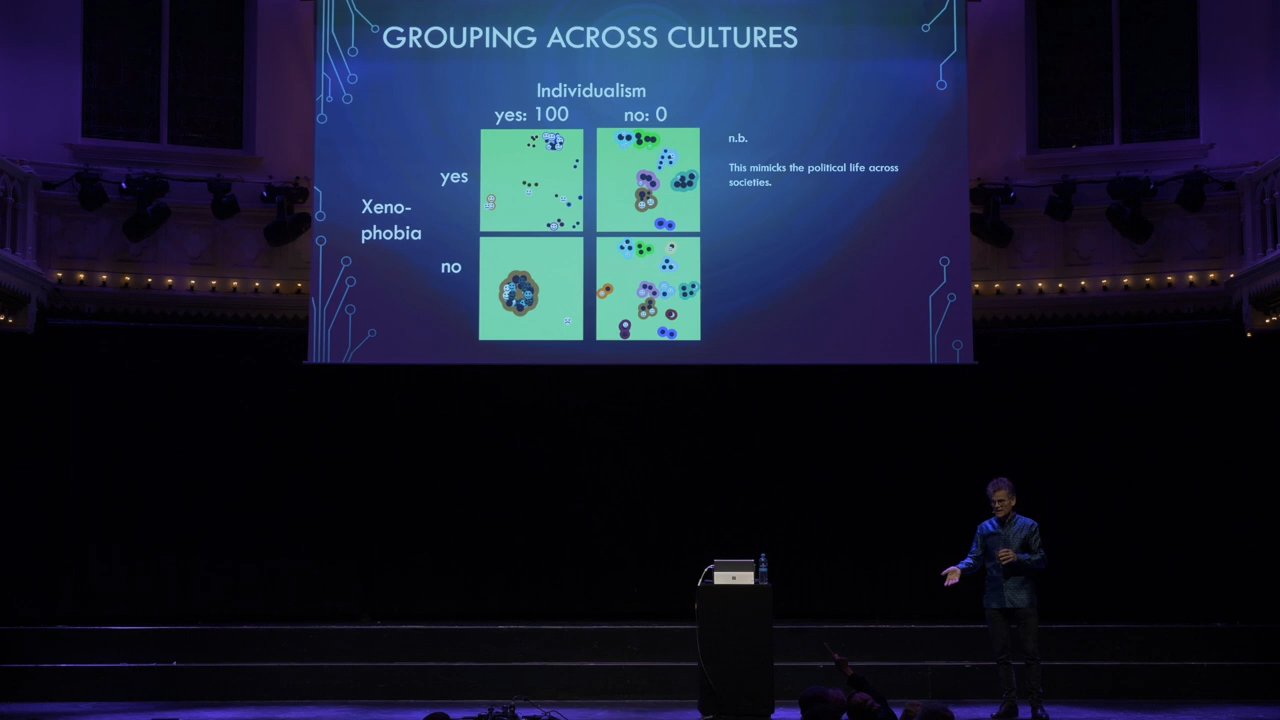 GROUPING ACROSS CULTURES
Individualism
yes: 100 no: 0
n.b.
This mimicks the political life across
societies.
yes
Xeno-
phobia
no